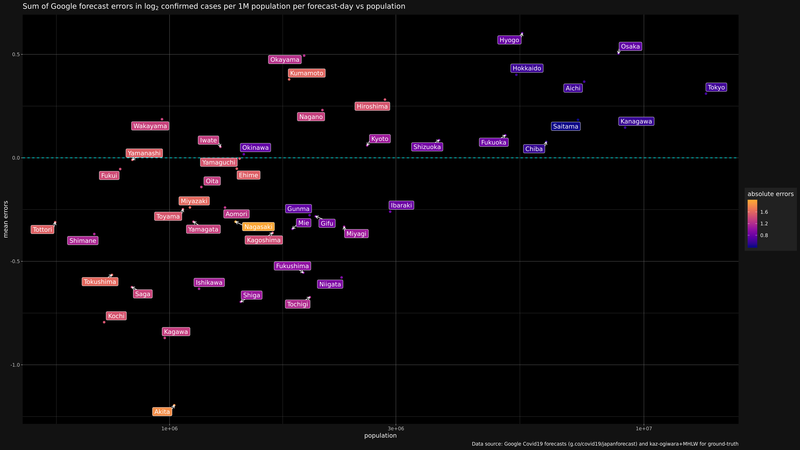 Sum of Google forecast errors in log₂ confirmed cases per 1M population per forecast-day vs population
Hyogo
Osaka
0.5
Okayama
Hokkaido
Kumamoto
Aichi
Tokyo
Hiroshima
Nagano
Wakayama
Saitama
Kanagawa
Iwate
Kyoto
Fukuoka
Okinawa
Shizuoka
Chiba
0.0
Yamanashi
Yamaguchi
Fukui
Ehime
Oita
absolute errors
1.6
1.2
0.8
Miyazaki
Ibaraki
Gunma
Toyama
Aomori
Mie
Gifu
Tottori
Yamagata
Nagasaki
Miyagi
Shimane
Kagoshima
mean errors
-0.5
Fukushima
Tokushima
Ishikawa
Niigata
Saga
Shiga
Tochigi
Kochi
Kagawa
-1.0
Akita
1e+06
3e+06
1e+07
population
Data source: Google Covid19 forecasts (g.co/covid19/japanforecast) and kaz-ogiwara+MHLW for ground-truth